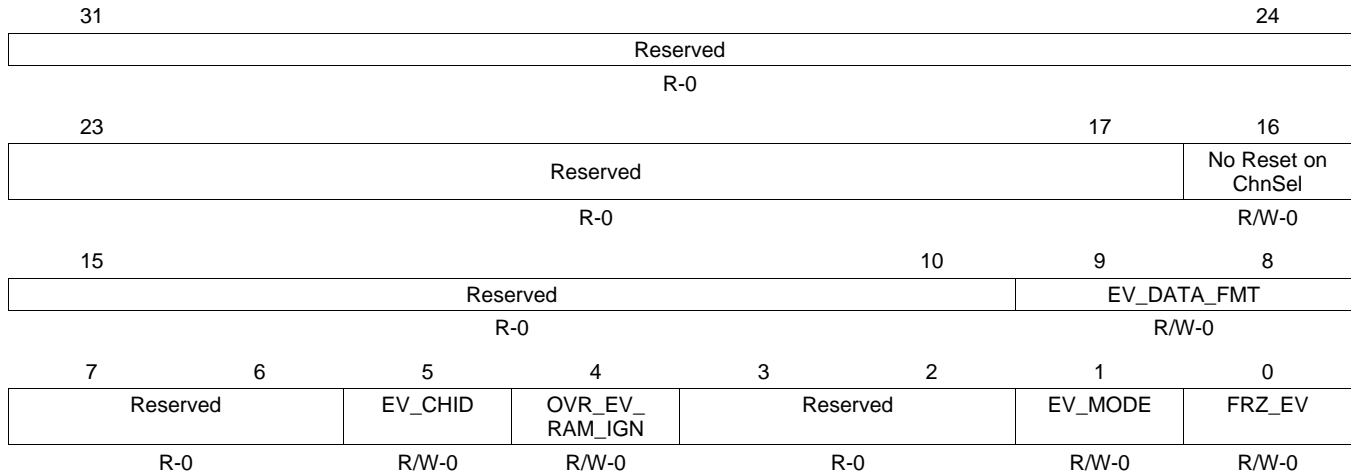 31 24
Reserved
R-0
23 17 16
Reserved No Reset on
ChnSel
R-0 R/W-0
15 10 9 8
Reserved EV_DATA_FMT
R-0 R/W-0
7 6 5 4 3 2 1 0
Reserved EV_CHID OVR_EV_ Reserved EV_MODE FRZ_EV
RAM_IGN
R-0 R/W-0 R/W-0 R-0 R/W-0 R/W-0